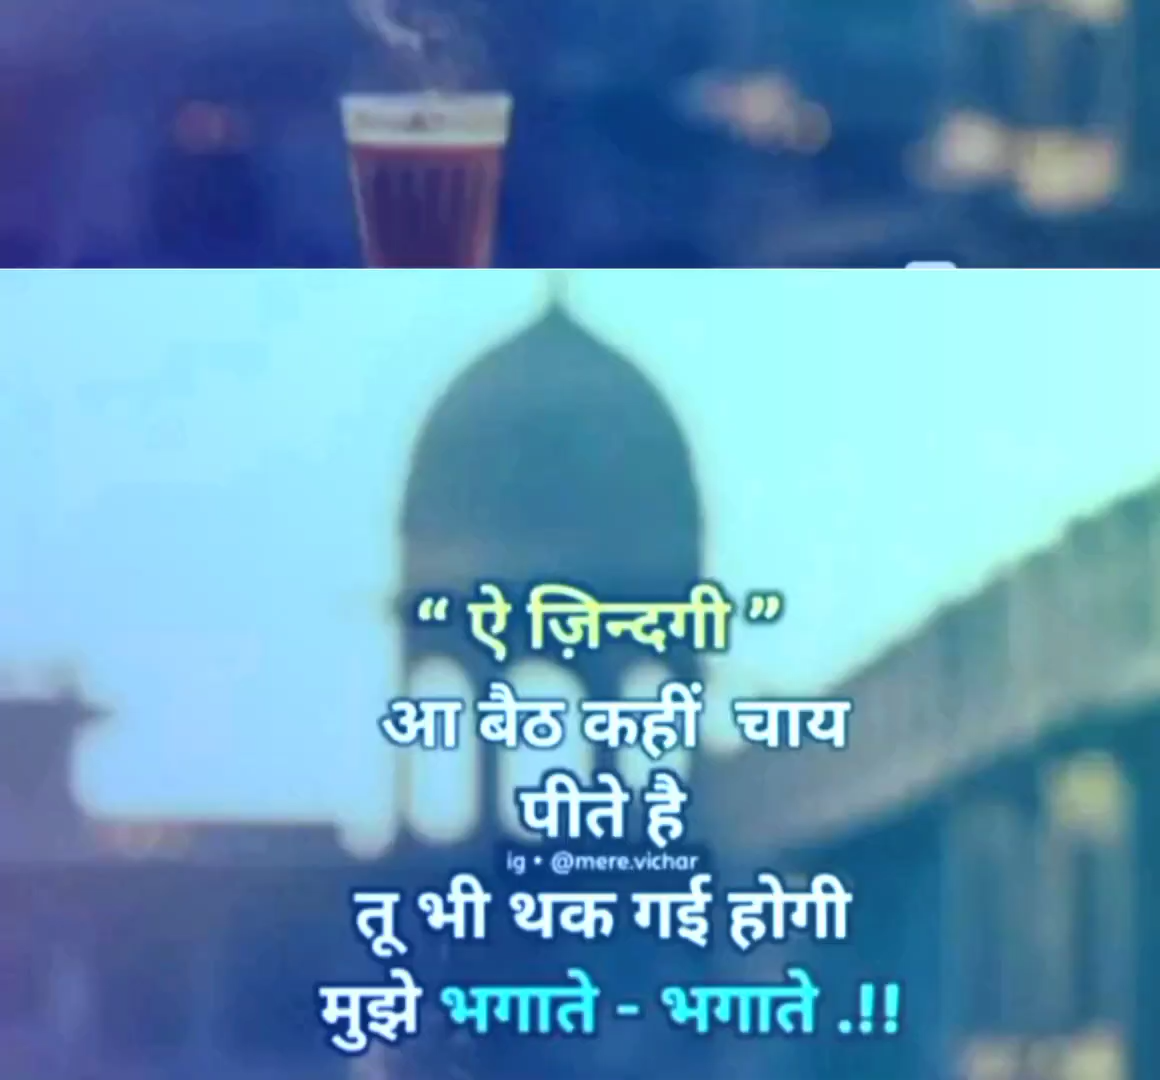 “ ऐ ज़िन्दगी ”
आ बैठ कहीं चाय
पीते है
ig • @mere.vichar
तू भी थक गई होगी
मुझे भगाते - भगाते .!!